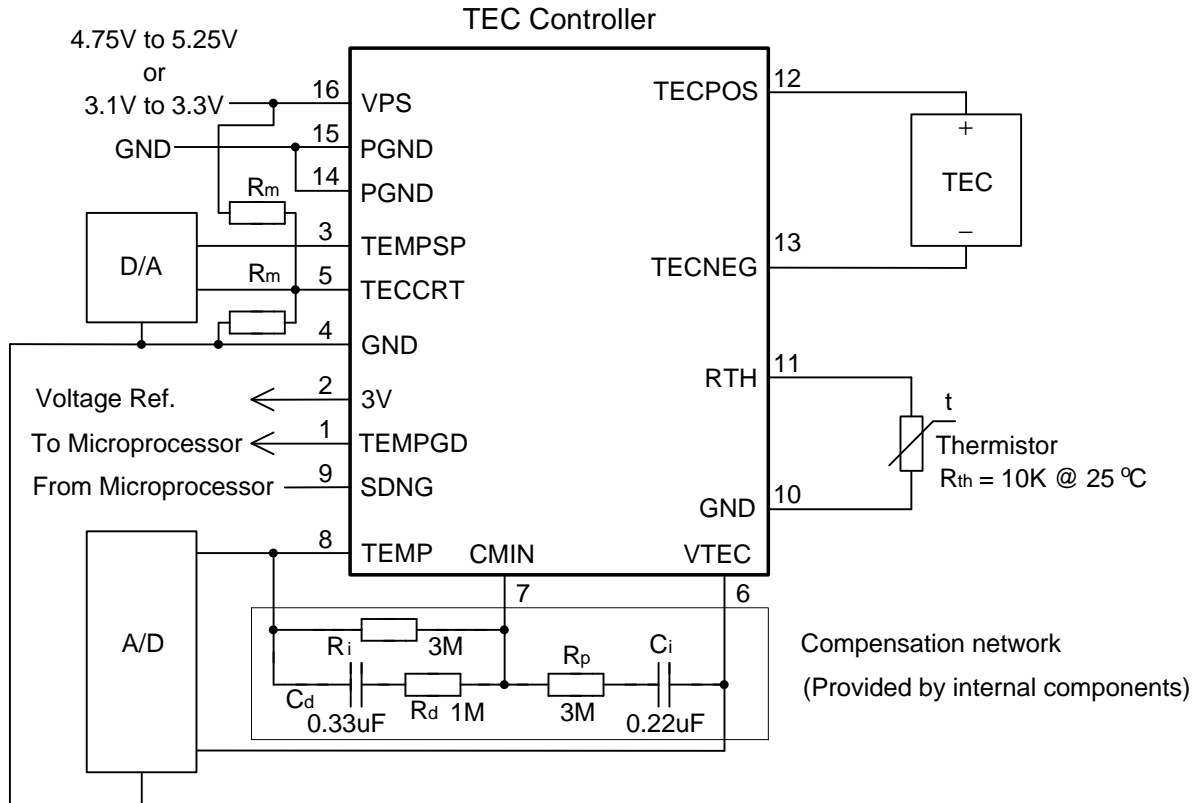 TEC Controller
4.75V to 5.25V
or
3.1V to 3.3V
GND
16 VPS
15 PGND
14 PGND
Rm
3 TEMPSP
D/A
Rm
5 TECCRT
4 GND
Voltage Ref.
2 3V
To Microprocessor
1 TEMPGD
From Microprocessor
9 SDNG
8 TEMP
CMIN
7
VTEC
6
TECPOS 12
+
TEC
−
TECNEG 13
RTH 11
t
Thermistor
Rth = 10K @ 25 ºC
GND 10
A/D
Ri 3M
Cd
0.33uF
Rd 1M
Rp
3M
Ci
0.22uF
Compensation network
(Provided by internal components)